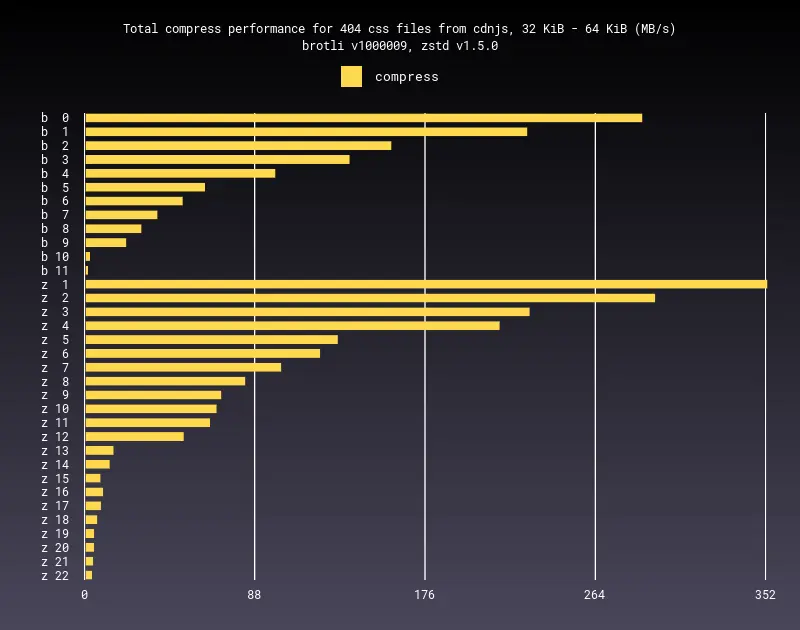 Total compress performance for 404 css files from cdnjs, 32 KiB - 64 KiB (MB/s)
brotli v1000009, zstd v1.5.0
compress
b 0
b 1
b 2
b 3
b 4
b 5
b 6
b 7
b 8
b 9
b 10
b 11
z 1
z 2
z 3
z 4
z 5
z 6
z 7
z 8
z 9
z 10
z 11
z 12
z 13
z 14
z 15
z 16
z 17
z 18
z 19
z 20
z 21
z 22
0 88 176 264 352